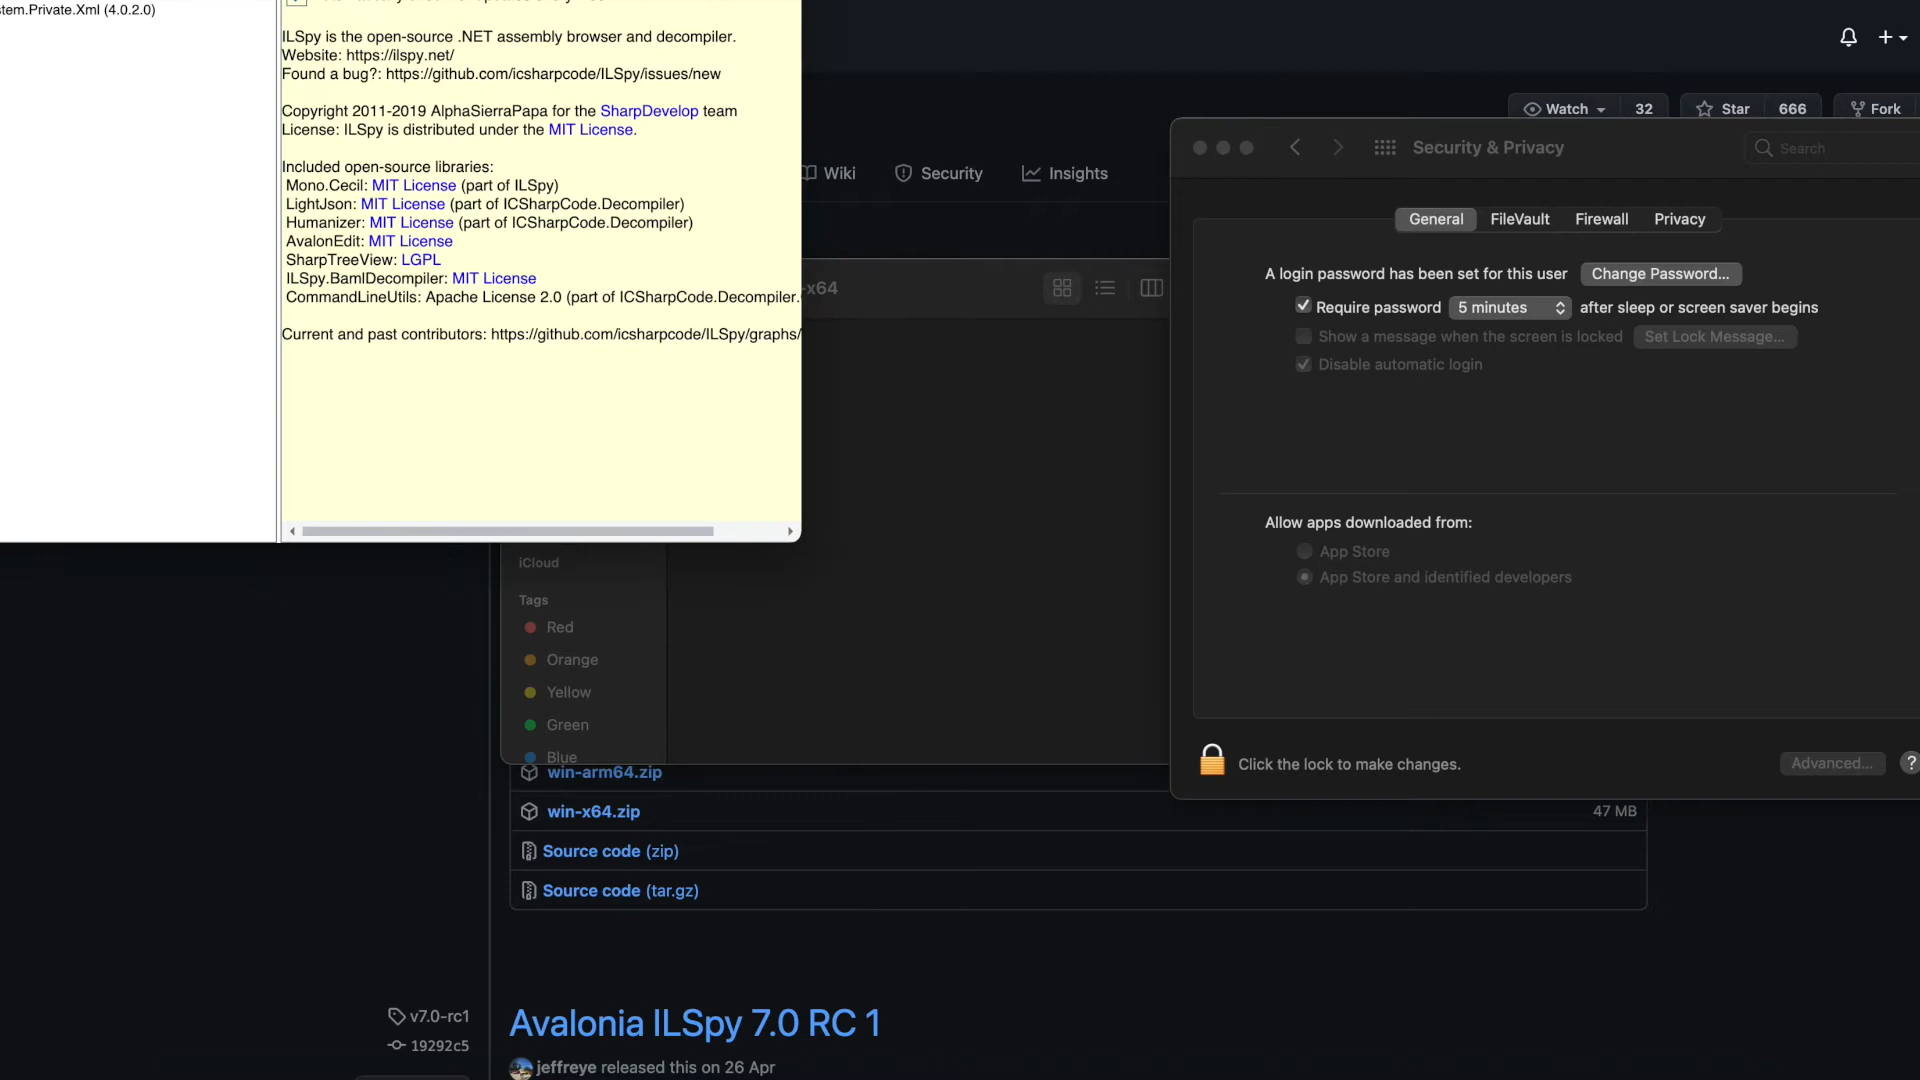 tem.Private.Xml (4.0.2.0)
ILSpy is the open-source .NET assembly browser and decompiler.
Website: https://ilspy.net/
Found a bug?: https://github.com/icsharpcode/ILSpy/issues/new
Copyright 2011-2019 AlphaSierraPapa for the SharpDevelop team
License: ILSpy is distributed under the MIT License.
Included open-source libraries:
Mono.Cecil: MIT License (part of ILSpy)
LightJson: MIT License (part of ICSharpCode.Decompiler)
Humanizer: MIT License (part of ICSharpCode.Decompiler)
AvalonEdit: MIT License
SharpTreeView: LGPL
ILSpy.BamlDecompiler: MIT License
CommandLineUtils: Apache License 2.0 (part of ICSharpCode.Decompiler.
Current and past contributors: https://github.com/icsharpcode/ILSpy/graphs/
Watch 32 Star 666 Fork
Wiki Security Insights
-x64
Security & Privacy
Search
General FileVault Firewall Privacy
A login password has been set for this user Change Password...
Require password 5 minutes after sleep or screen saver begins
Show a message when the screen is locked Set Lock Message...
Disable automatic login
Allow apps downloaded from:
App Store
App Store and identified developers
Click the lock to make changes.
Advanced...
?
iCloud
Tags
Red
Orange
Yellow
Green
Blue
win-arm64.zip
win-x64.zip 47 MB
Source code (zip)
Source code (tar.gz)
v7.0-rc1
19292c5
Avalonia ILSpy 7.0 RC 1
jeffreye released this on 26 Apr